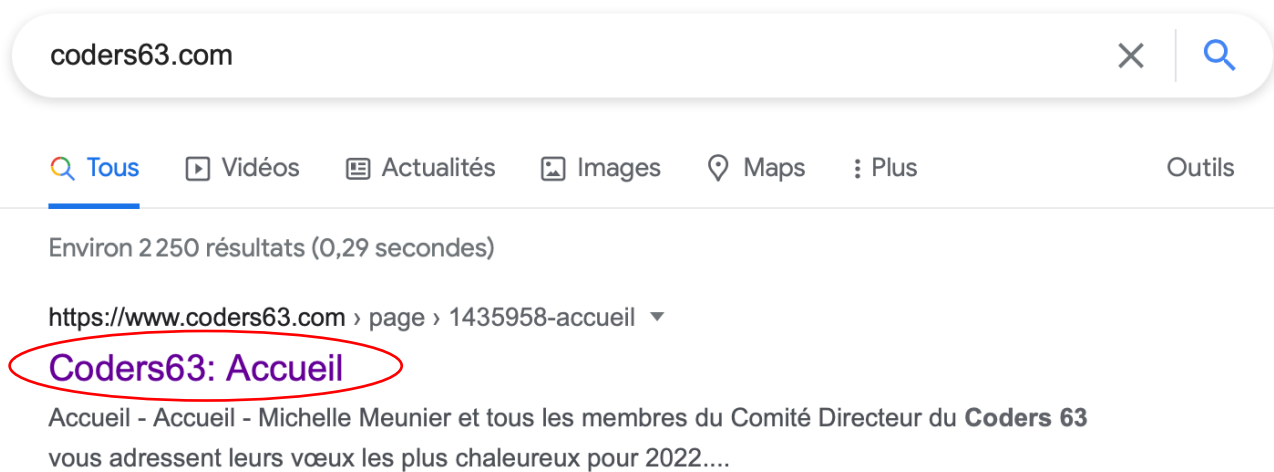 coders63.com
Tous Vidéos Actualités Images Maps Plus Outils
Environ 2 250 résultats (0,29 secondes)
https://www.coders63.com › page › 1435958-accueil
Coders63: Accueil
Accueil - Accueil - Michelle Meunier et tous les membres du Comité Directeur du Coders 63
vous adressent leurs vœux les plus chaleureux pour 2022....